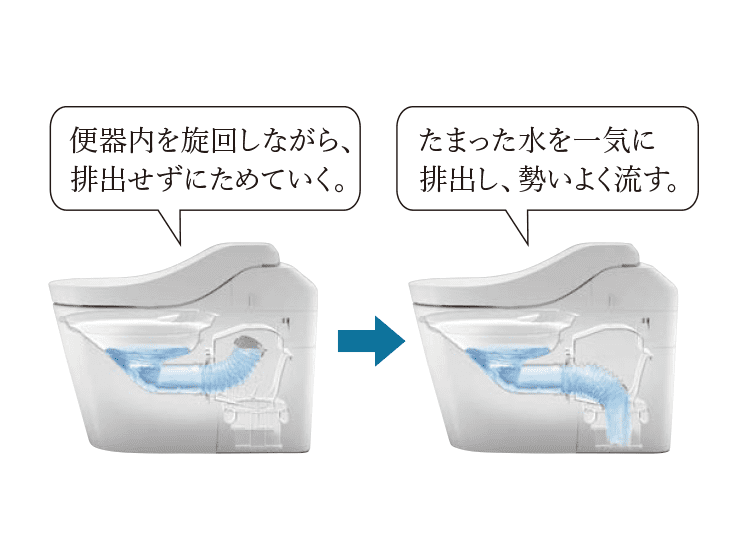 便器内を旋回しながら、
排出せずにためていく。
たまった水を一気に
排出し、勢いよく流す。